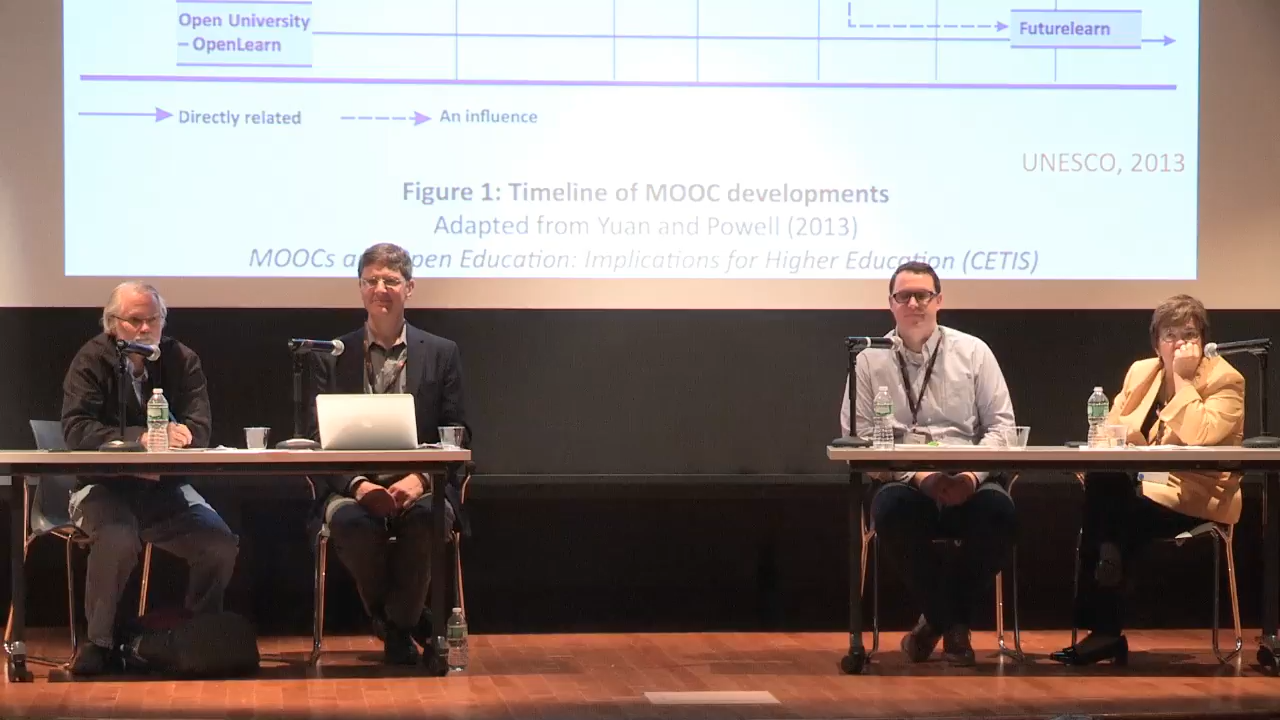 Open University
– OpenLearn
Futurelearn
Directly related
An influence
UNESCO, 2013
Figure 1: Timeline of MOOC developments
Adapted from Yuan and Powell (2013)
MOOCs and Open Education: Implications for Higher Education (CETIS)